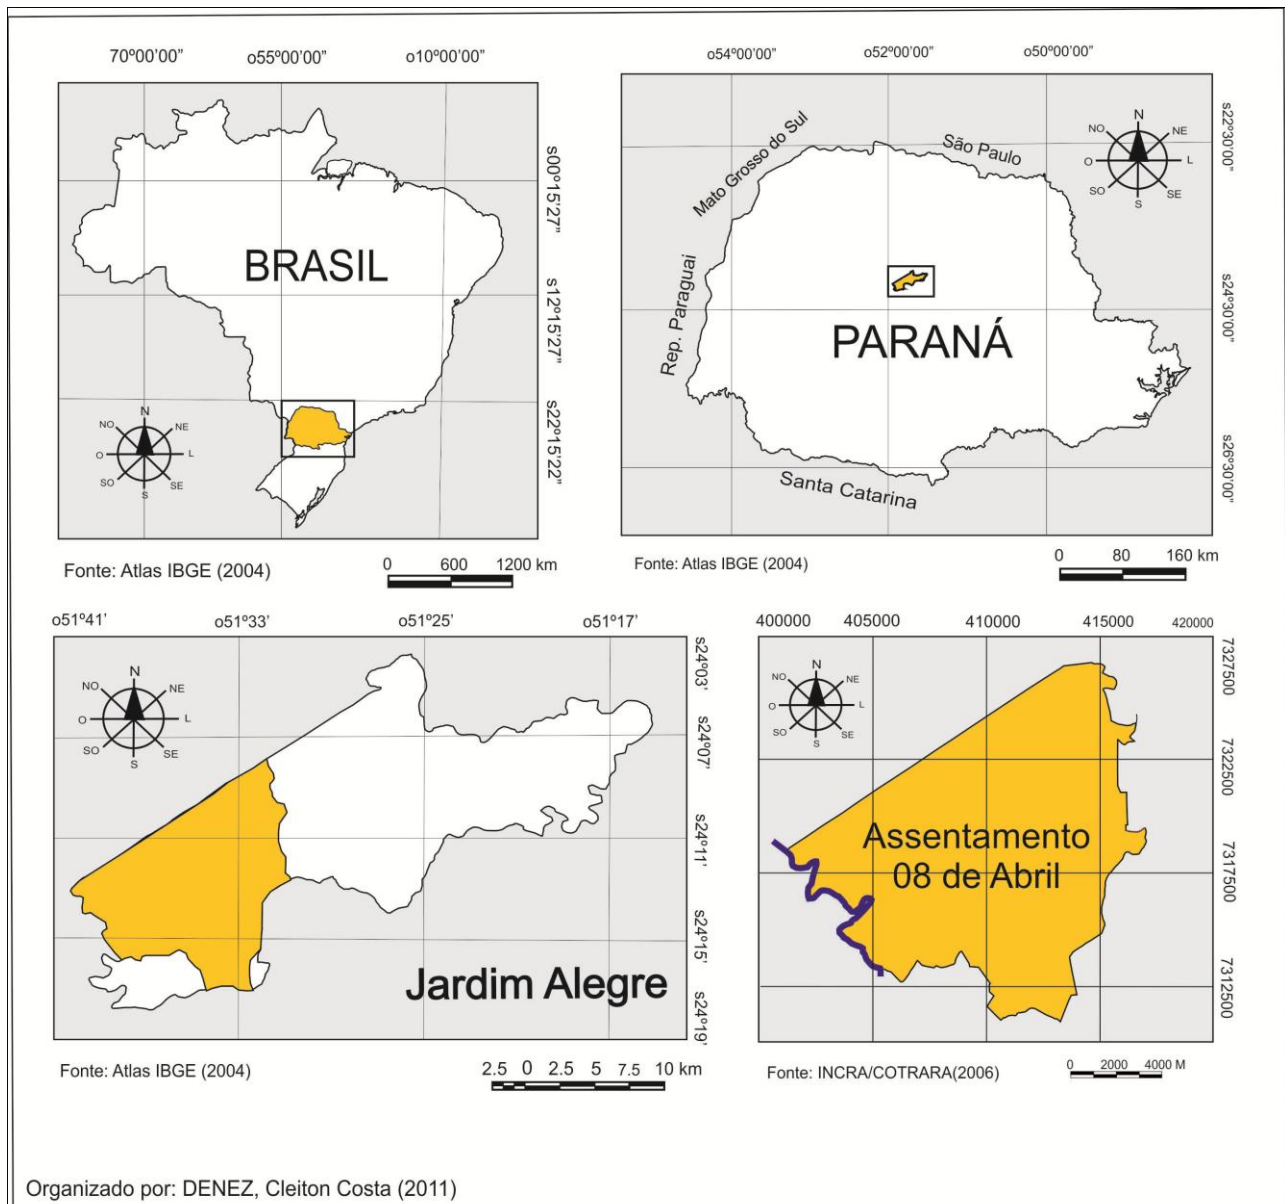 70º00'00" o55º00'00" o10º00'00"
s00º15'27"
s12º15'27"
s22º15'22"
BRASIL
N
NO NE
O L
SO SE
S
Fonte: Atlas IBGE (2004)
0 600 1200 km
o54º00'00" o52º00'00" o50º00'00"
s22º30'00"
s24º30'00"
s26º30'00"
Mato Grosso do Sul
São Paulo
Rep. Paraguai
PARANÁ
Santa Catarina
N
NO NE
O L
SO SE
S
Fonte: Atlas IBGE (2004)
0 80 160 km
o51º41' o51º33' o51º25' o51º17'
s24º03'
s24º07'
s24º11'
s24º15'
s24º19'
N
NO NE
O L
SO SE
S
Jardim Alegre
Fonte: Atlas IBGE (2004)
2.5 0 2.5 5 7.5 10 km
400000 405000 410000 415000 420000
7327500
7322500
7317500
7312500
N
NO NE
O L
SO SE
S
Assentamento
08 de Abril
Fonte: INCRA/COTRARA(2006)
0 2000 4000 M
Organizado por: DENEZ, Cleiton Costa (2011)